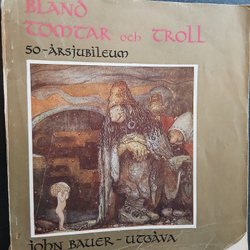 BLAND
TOMTAR och TROLL
50-ÅRSJUBILEUM
JOHN BAUER-UTGÅVA